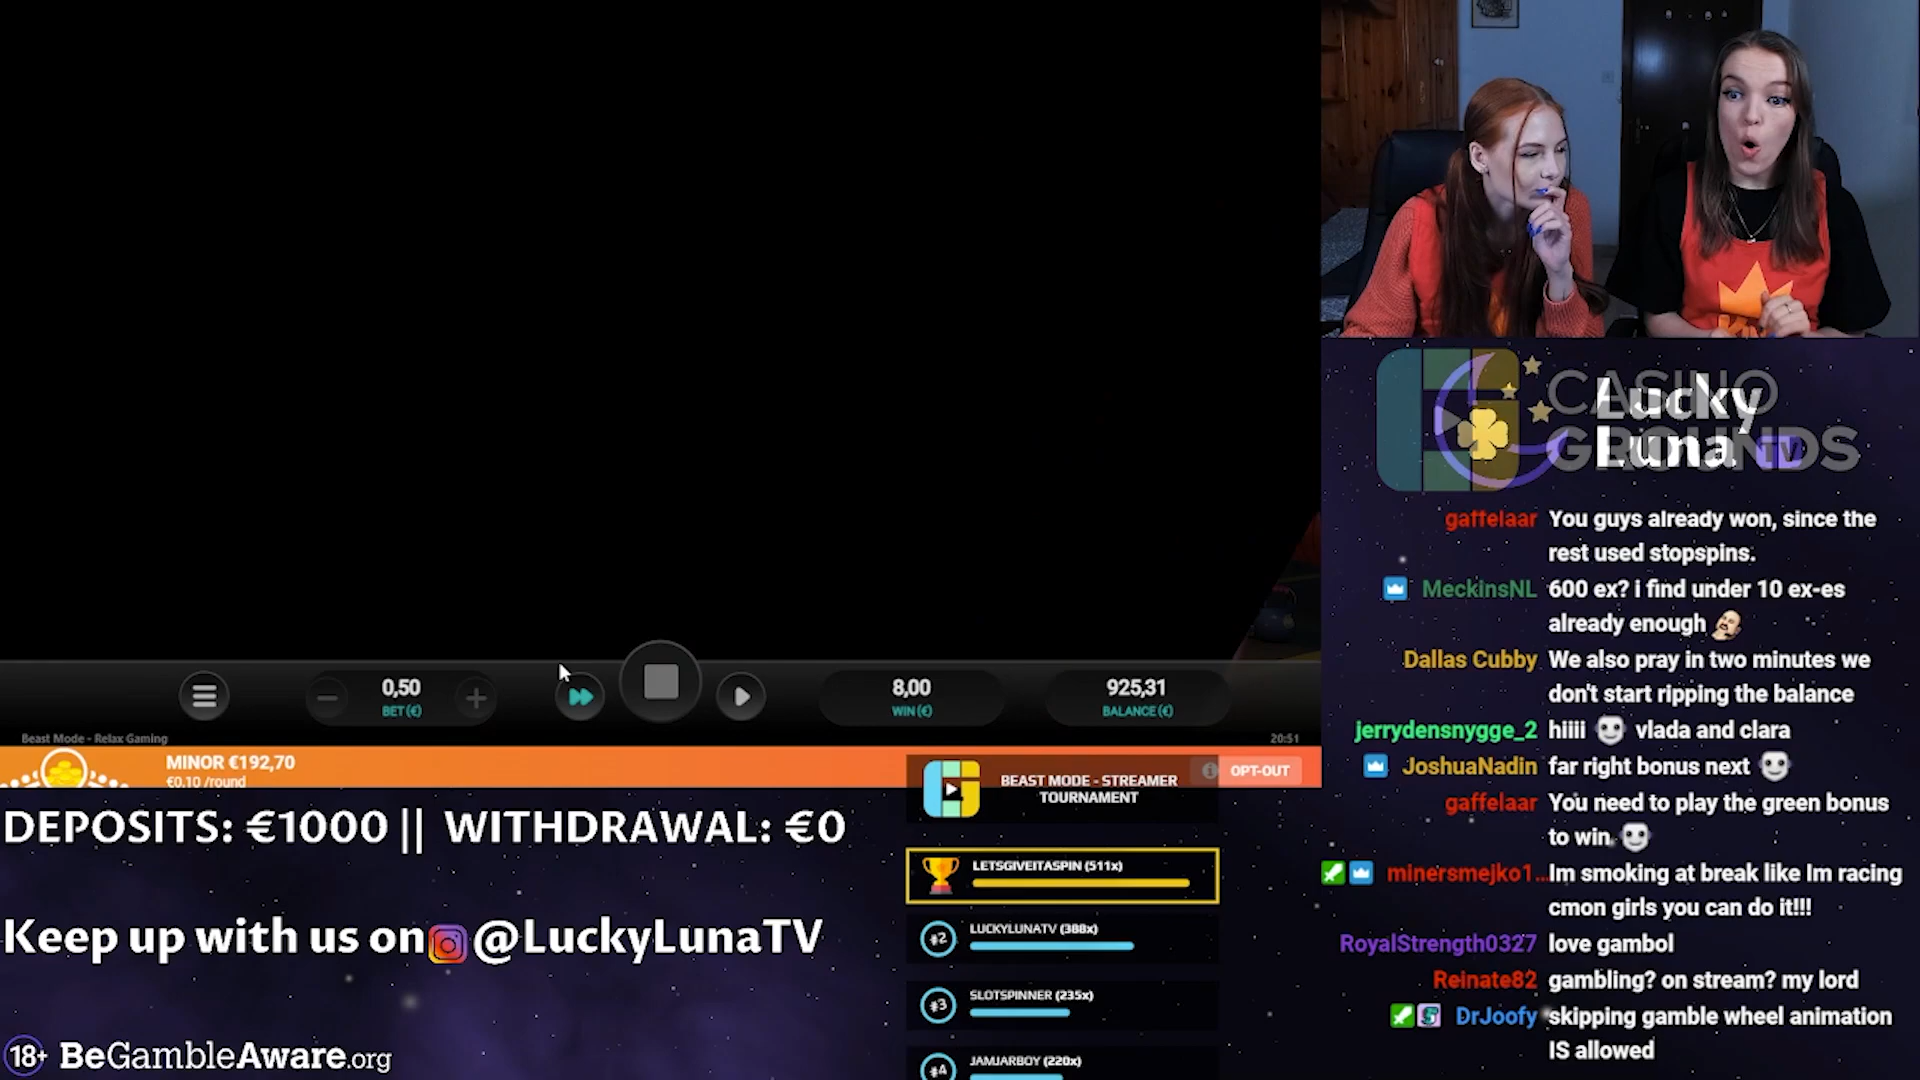 CASINO
GROUNDS
Lucky
Luna.
TV
gaffelaar You guys already won, since the
rest used stopspins.
MeckinsNL 600 ex? i find under 10 ex-es
already enough
Dallas Cubby We also pray in two minutes we
don't start ripping the balance
jerrydensnygge_2 hiiii vlada and clara
JoshuaNadin far right bonus next
gaffelaar You need to play the green bonus
to win
minersmejko1... Im smoking at break like Im racing
cmon girls you can do it!!!
RoyalStrength0327 love gambol
Reinate82 gambling? on stream? my lord
DrJoofy skipping gamble wheel animation
IS allowed
0,50
BET (€)
8,00
WIN (€)
925,31
BALANCE (€)
Beast Mode - Relax Gaming
20:51
MINOR €192,70
€0.10 /round
OPT-OUT
BEAST MODE - STREAMER
TOURNAMENT
LETSGIVEITASPIN (511x)
#2 LUCKYLUNATV (388x)
#3 SLOTSPINNER (235x)
#4 JAMJARBOY (220x)
DEPOSITS: €1000 || WITHDRAWAL: €0
Keep up with us on @LuckyLunaTV
18+ BeGambleAware.org